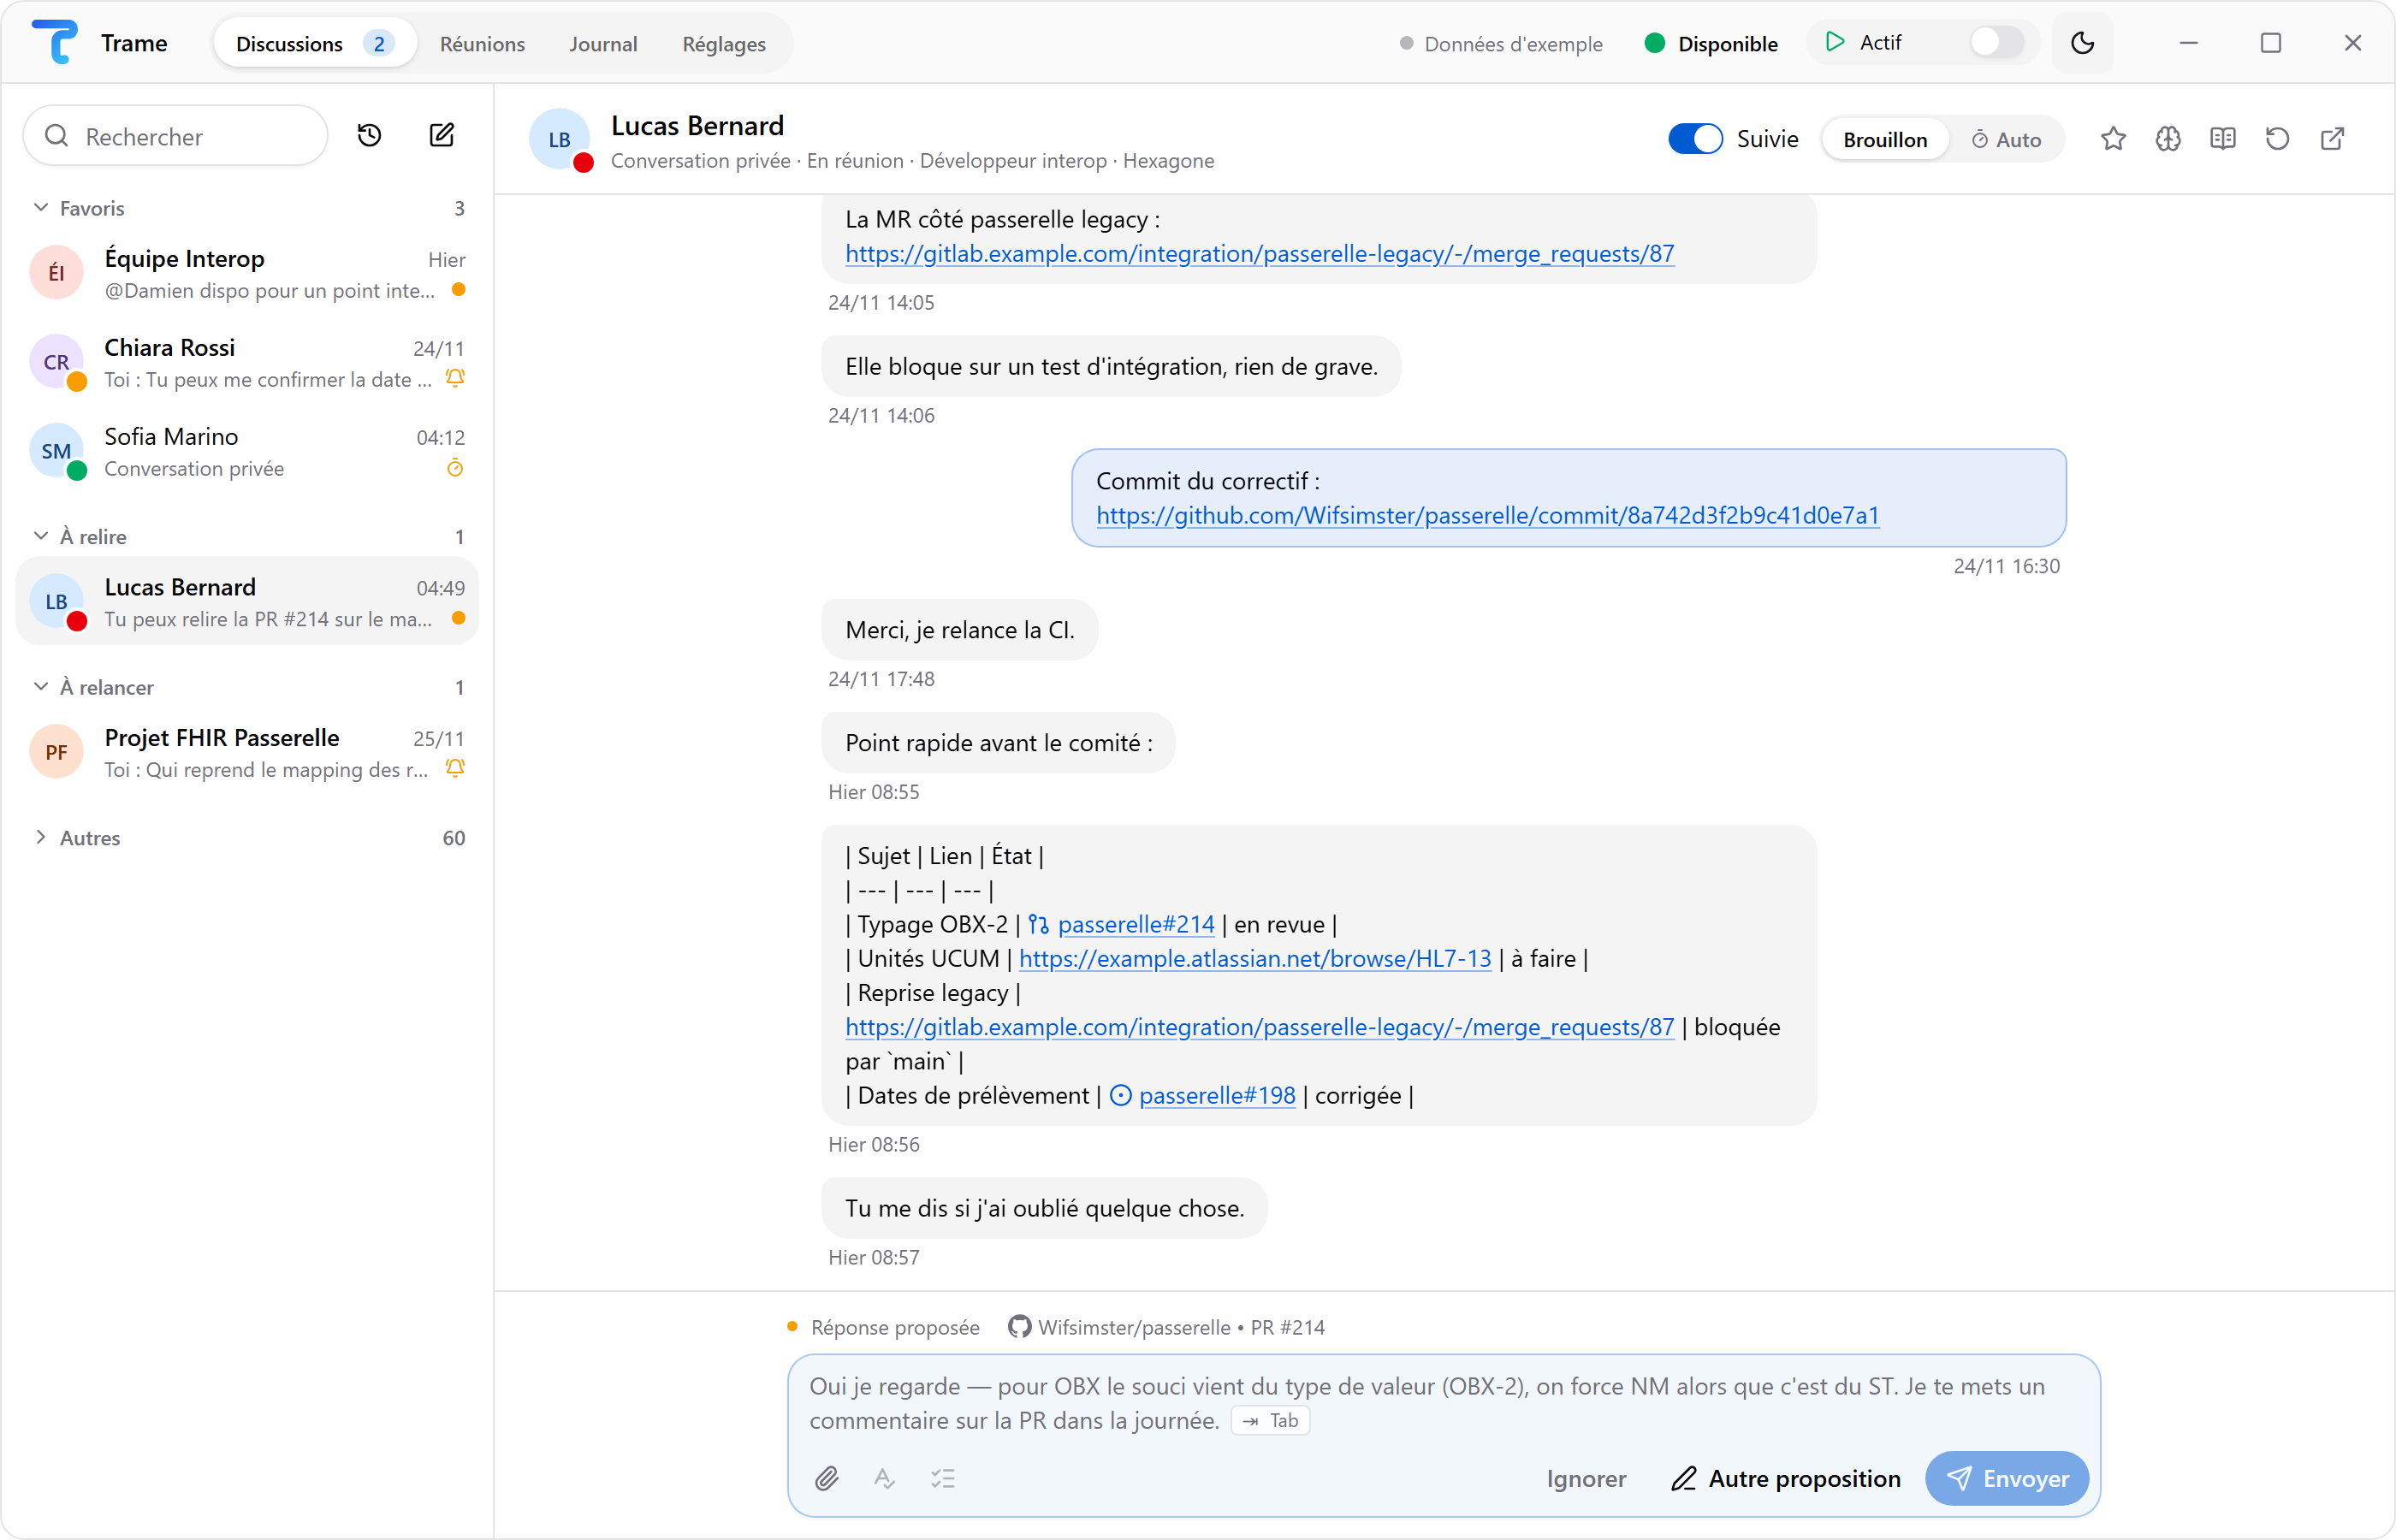 Trame
Discussions 2
Réunions
Journal
Réglages
Données d'exemple
Disponible
Actif
Rechercher
Favoris 3
ÉI
Équipe Interop Hier
@Damien dispo pour un point inte...
CR
Chiara Rossi 24/11
Toi : Tu peux me confirmer la date ...
SM
Sofia Marino 04:12
Conversation privée
À relire 1
LB
Lucas Bernard 04:49
Tu peux relire la PR #214 sur le ma...
À relancer 1
PF
Projet FHIR Passerelle 25/11
Toi : Qui reprend le mapping des r...
Autres 60
LB
Lucas Bernard
Conversation privée · En réunion · Développeur interop · Hexagone
Suivie
Brouillon
Auto
La MR côté passerelle legacy :
https://gitlab.example.com/integration/passerelle-legacy/-/merge_requests/87
24/11 14:05
Elle bloque sur un test d'intégration, rien de grave.
24/11 14:06
Commit du correctif :
https://github.com/Wifsimster/passerelle/commit/8a742d3f2b9c41d0e7a1
24/11 16:30
Merci, je relance la CI.
24/11 17:48
Point rapide avant le comité :
Hier 08:55
| Sujet | Lien | État |
| --- | --- | --- |
| Typage OBX-2 | passerelle#214 | en revue |
| Unités UCUM | https://example.atlassian.net/browse/HL7-13 | à faire |
| Reprise legacy |
https://gitlab.example.com/integration/passerelle-legacy/-/merge_requests/87 | bloquée
par `main` |
| Dates de prélèvement | passerelle#198 | corrigée |
Hier 08:56
Tu me dis si j'ai oublié quelque chose.
Hier 08:57
Réponse proposée
Wifsimster/passerelle • PR #214
Oui je regarde — pour OBX le souci vient du type de valeur (OBX-2), on force NM alors que c'est du ST. Je te mets un
commentaire sur la PR dans la journée. ⇥ Tab
Ignorer
Autre proposition
Envoyer